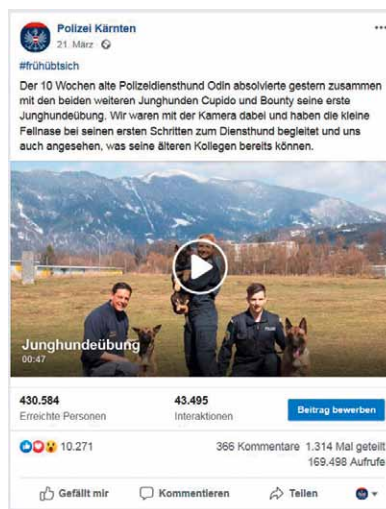 Polizei Kärnten
21. März
#frühübtsich
Der 10 Wochen alte Polizeidiensthund Odin absolvierte gestern zusammen
mit den beiden weiteren Junghunden Cupido und Bounty seine erste
Junghundeübung. Wir waren mit der Kamera dabei und haben die kleine
Fellnase bei seinen ersten Schritten zum Diensthund begleitet und uns
auch angesehen, was seine älteren Kollegen bereits können.
Junghundeübung
00:47
430.584 43.495
Erreichte Personen Interaktionen Beitrag bewerben
10.271 366 Kommentare 1.314 Mal geteilt
169.498 Aufrufe
Gefällt mir Kommentieren Teilen